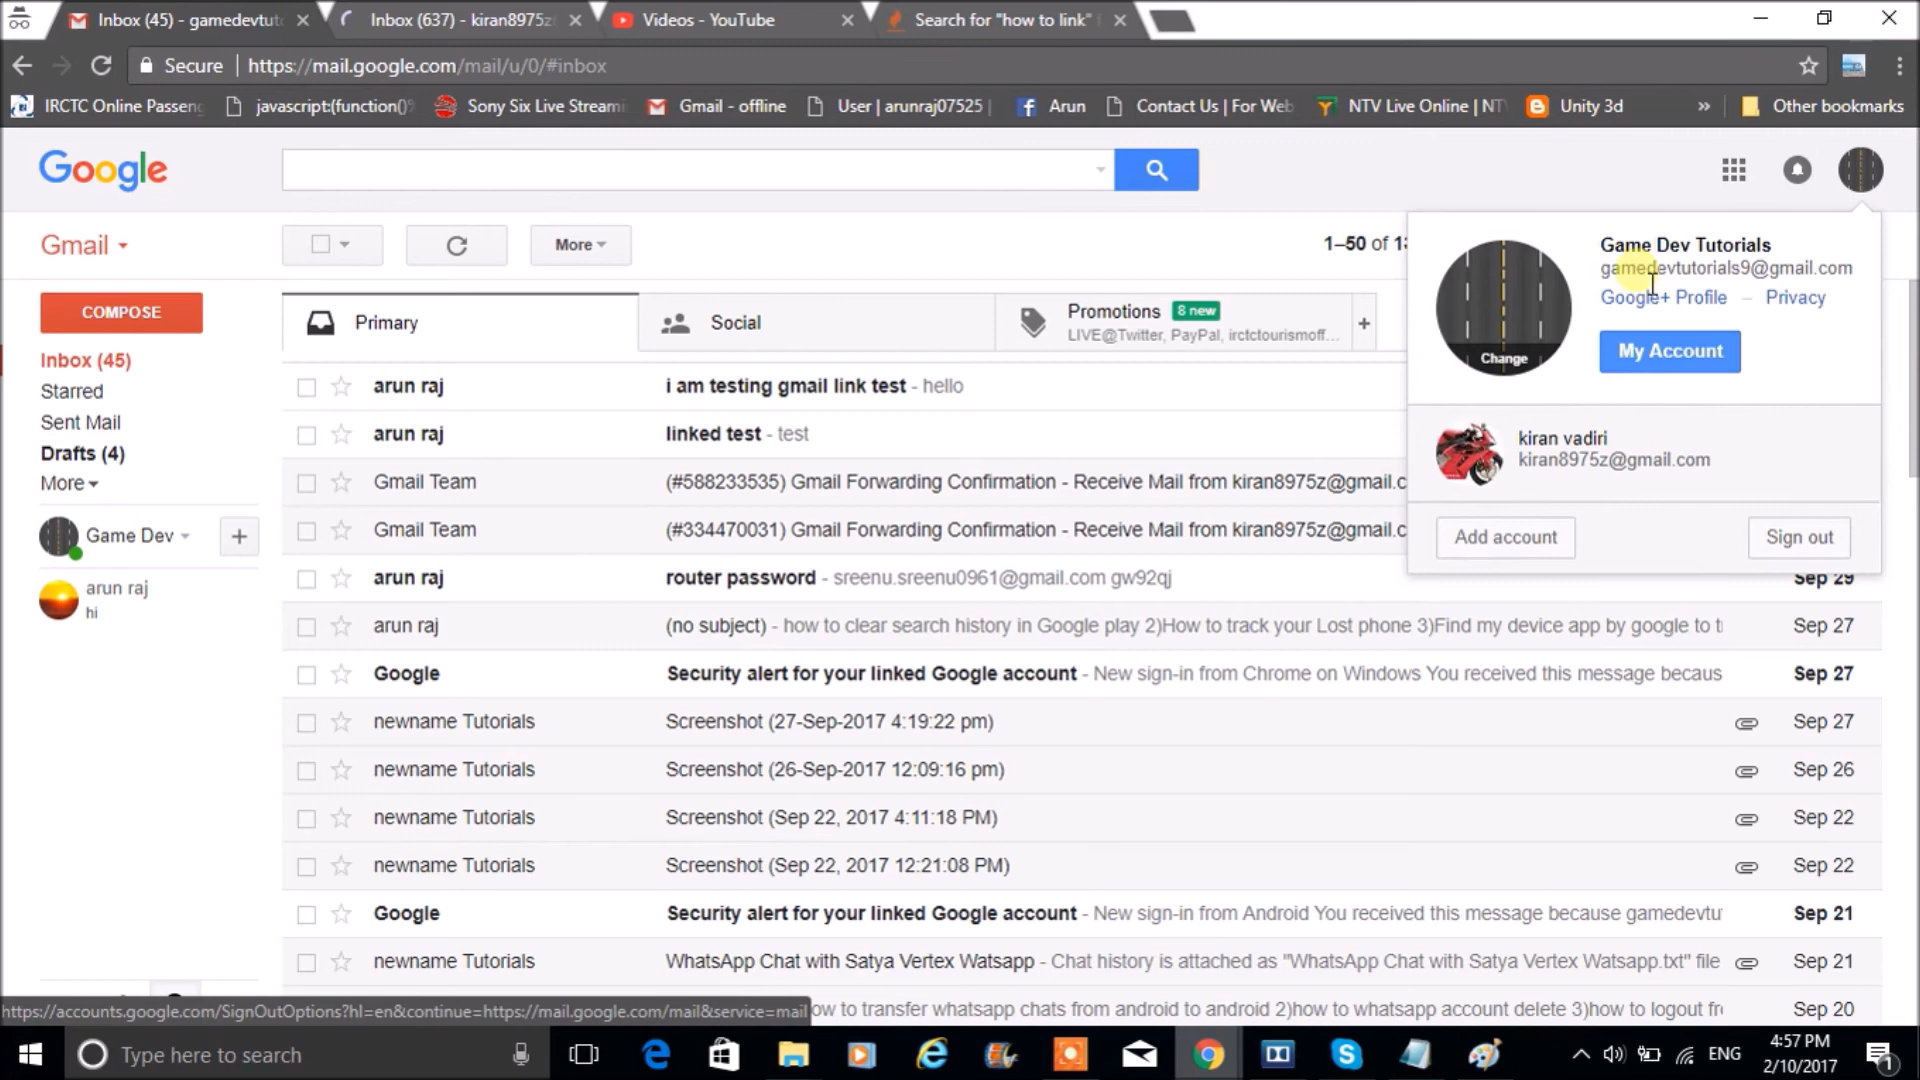 Inbox (45) - gamedevtuto
Inbox (637) - kiran8975z
Videos - YouTube
Search for "how to link"
Secure
https://mail.google.com/mail/u/0/#inbox
IRCTC Online Passen
javascript:(function()
Sony Six Live Streami
Gmail - offline
User | arunraj07525 |
Arun
Contact Us | For Web
NTV Live Online | NT
Unity 3d
»
Other bookmarks
Google
Gmail
More
1–50 of
Game Dev Tutorials
gamedevtutorials9@gmail.com
Google+ Profile – Privacy
Change
My Account
kiran vadiri
kiran8975z@gmail.com
Add account
Sign out
COMPOSE
Inbox (45)
Starred
Sent Mail
Drafts (4)
More
Game Dev
+
arun raj
hi
Primary
Social
Promotions 8 new
LIVE@Twitter, PayPal, irctctourismoff...
+
arun raj i am testing gmail link test - hello
arun raj linked test - test
Gmail Team (#588233535) Gmail Forwarding Confirmation - Receive Mail from kiran8975z@gmail.c
Gmail Team (#334470031) Gmail Forwarding Confirmation - Receive Mail from kiran8975z@gmail.c
arun raj router password - sreenu.sreenu0961@gmail.com gw92qj Sep 29
arun raj (no subject) - how to clear search history in Google play 2)How to track your Lost phone 3)Find my device app by google to t Sep 27
Google Security alert for your linked Google account - New sign-in from Chrome on Windows You received this message becaus Sep 27
newname Tutorials Screenshot (27-Sep-2017 4:19:22 pm) Sep 27
newname Tutorials Screenshot (26-Sep-2017 12:09:16 pm) Sep 26
newname Tutorials Screenshot (Sep 22, 2017 4:11:18 PM) Sep 22
newname Tutorials Screenshot (Sep 22, 2017 12:21:08 PM) Sep 22
Google Security alert for your linked Google account - New sign-in from Android You received this message because gamedevtu Sep 21
newname Tutorials WhatsApp Chat with Satya Vertex Watsapp - Chat history is attached as "WhatsApp Chat with Satya Vertex Watsapp.txt" file Sep 21
ow to transfer whatsapp chats from android to android 2)how to whatsapp account delete 3)how to logout fr Sep 20
https://accounts.google.com/SignOutOptions?hl=en&continue=https://mail.google.com/mail&service=mail
Type here to search
ENG
4:57 PM
2/10/2017
1